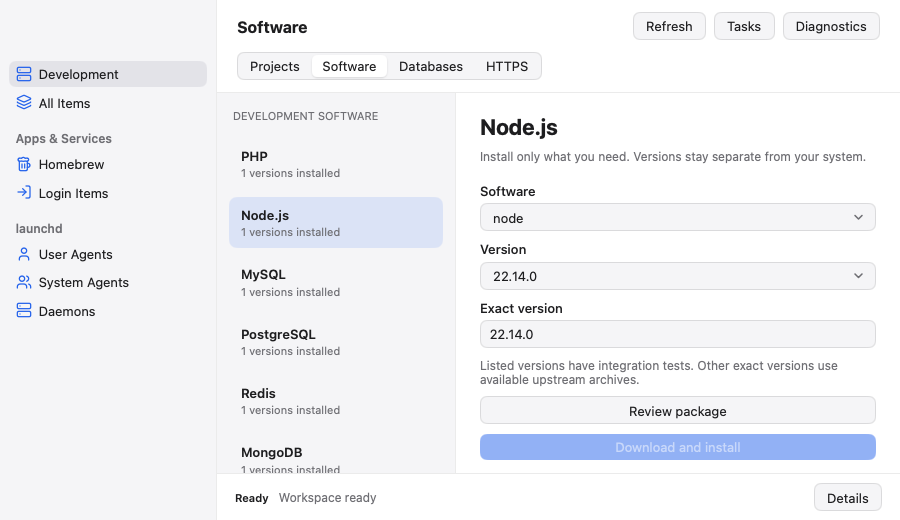 Development
All Items
Apps & Services
Homebrew
Login Items
launchd
User Agents
System Agents
Daemons
Software
Refresh
Tasks
Diagnostics
Projects
Software
Databases
HTTPS
DEVELOPMENT SOFTWARE
PHP
1 versions installed
Node.js
1 versions installed
MySQL
1 versions installed
PostgreSQL
1 versions installed
Redis
1 versions installed
MongoDB
1 versions installed
Node.js
Install only what you need. Versions stay separate from your system.
Software
node
Version
22.14.0
Exact version
22.14.0
Listed versions have integration tests. Other exact versions use
available upstream archives.
Review package
Download and install
Ready
Workspace ready
Details